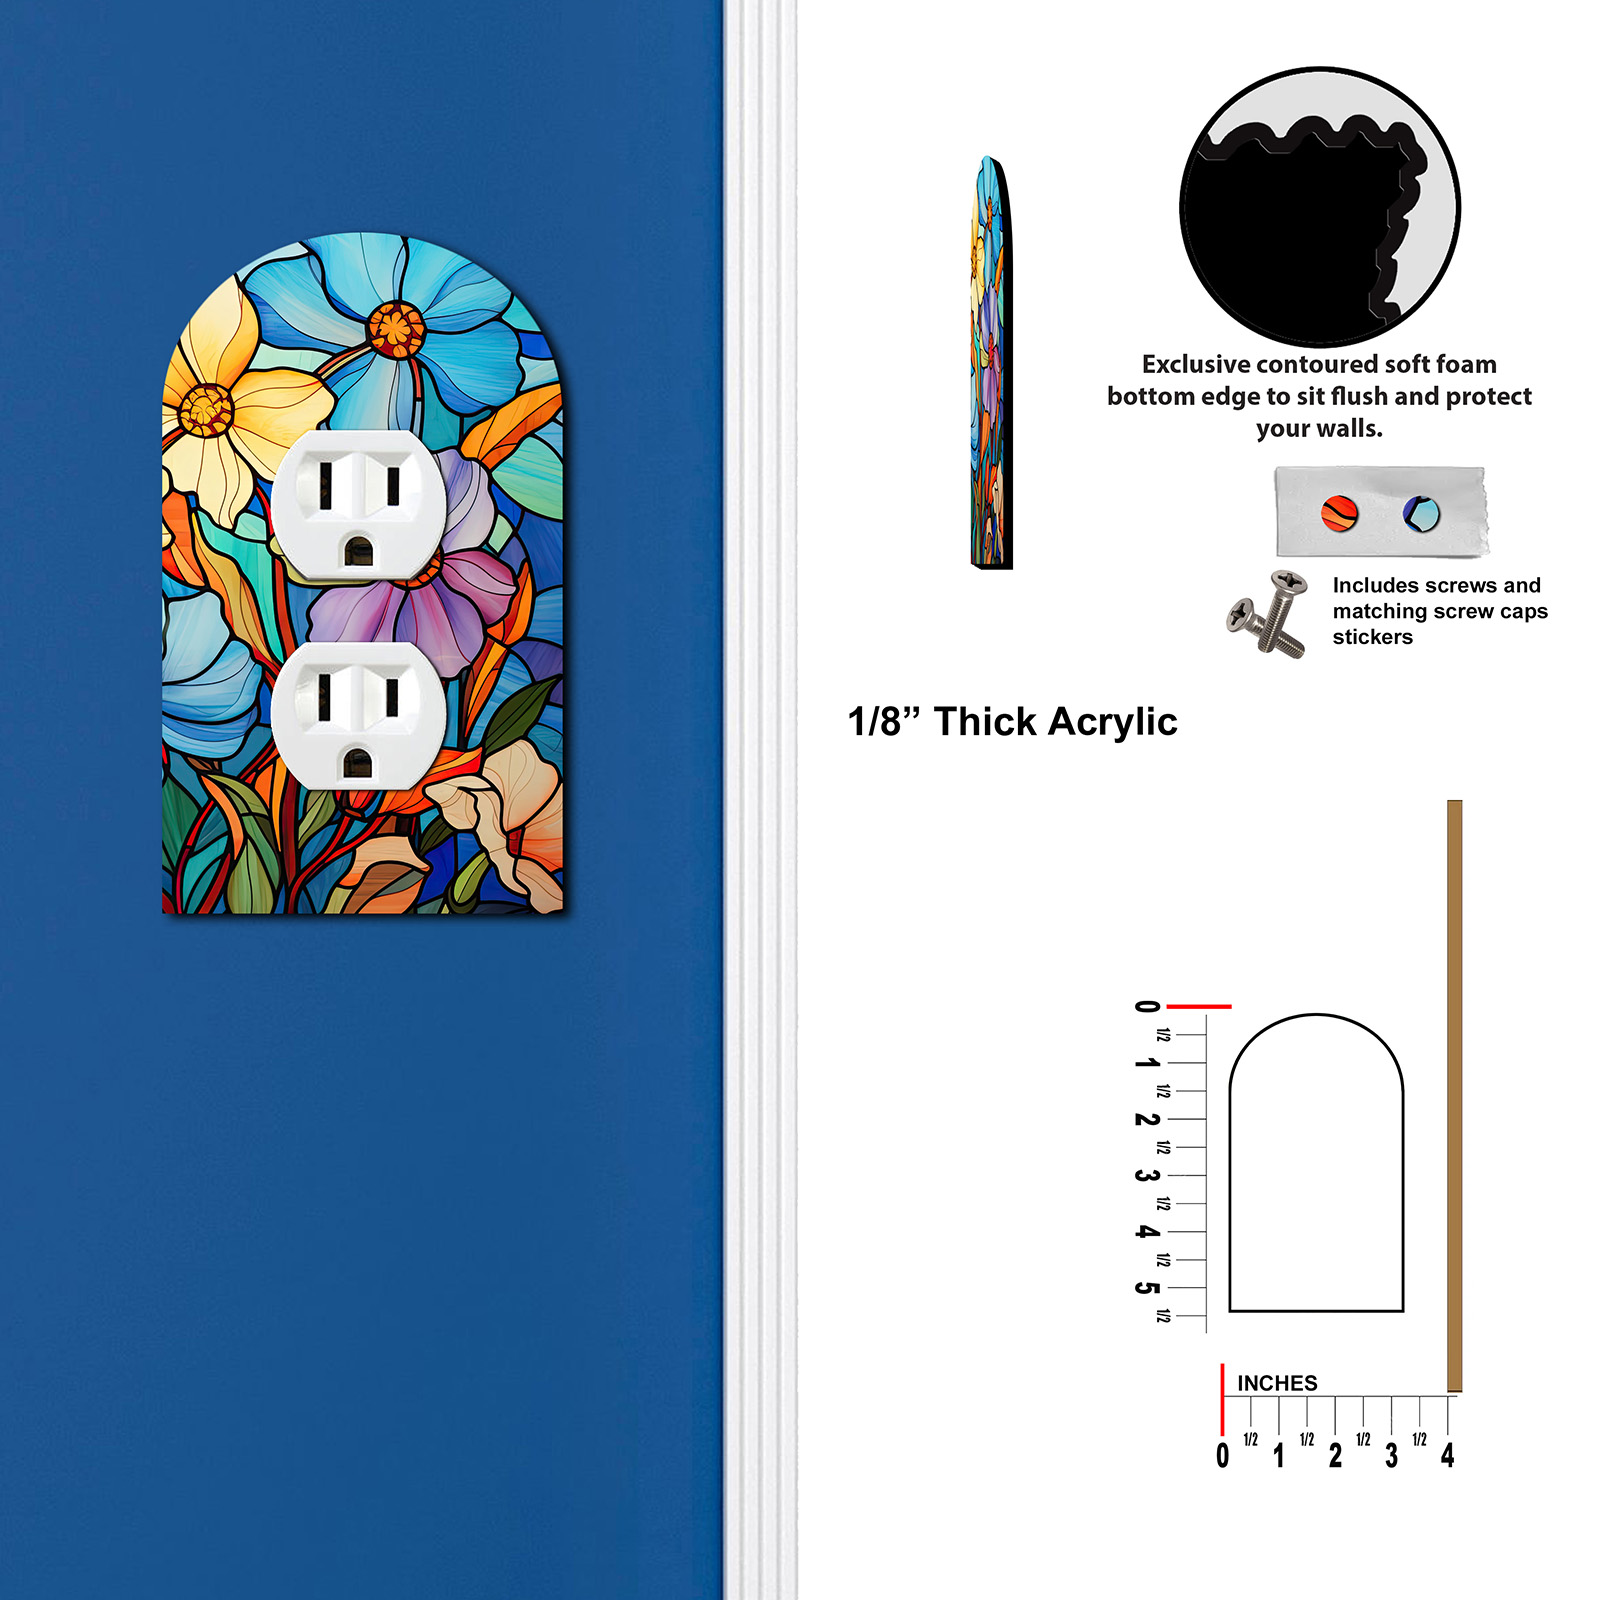 Exclusive contoured soft foam
bottom edge to sit flush and protect
your walls.
Includes screws and
matching screw caps
stickers
1/8” Thick Acrylic
0
1/2
1
1/2
2
1/2
3
1/2
4
1/2
5
1/2
INCHES
0 1/2 1 1/2 2 1/2 3 1/2 4